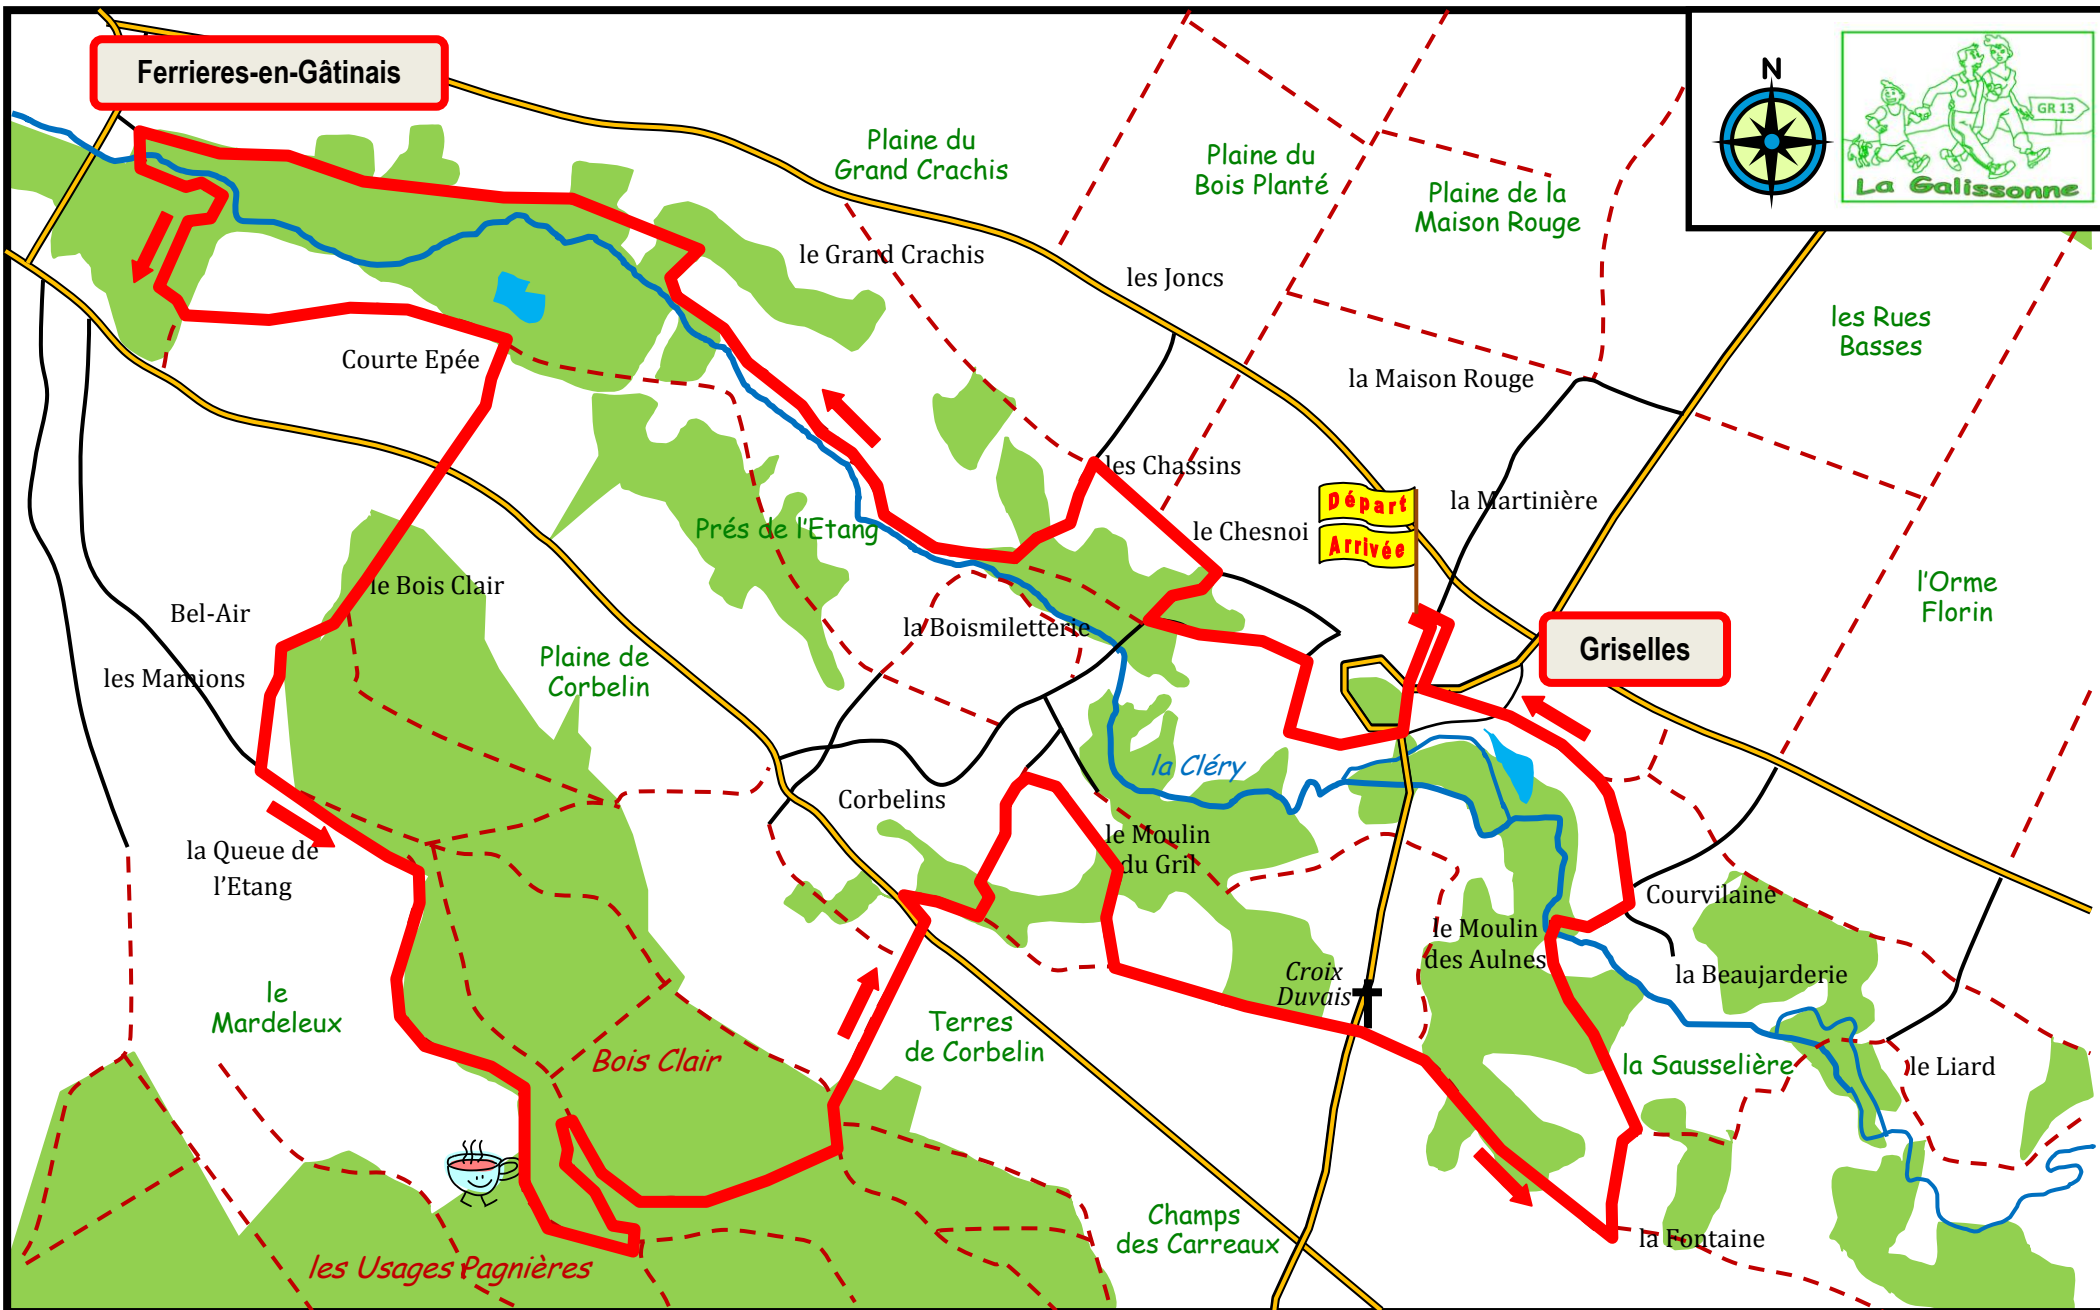 Ferrieres-en-Gâtinais
N
GR 13
La Galissonne
Plaine du
Grand Crachis
Plaine du
Bois Planté
Plaine de la
Maison Rouge
le Grand Crachis
les Joncs
les Rues
Basses
Courte Epée
la Maison Rouge
les Chassins
Départ
Arrivée
la Martinière
Prés de l'Etang
le Chesnoi
le Bois Clair
Bel-Air
l'Orme
Florin
la Boismiletterie
Griselles
les Mamions
Plaine de
Corbelin
la Cléry
Corbelins
la Queue de
l'Etang
le Moulin
du Gril
Courvilaine
le Moulin
des Aulnes
la Beaujarderie
Croix
Duvais
le
Mardeleux
Terres
de Corbelin
Bois Clair
la Sausselière
le Liard
Champs
des Carreaux
la Fontaine
les Usages Pagnières